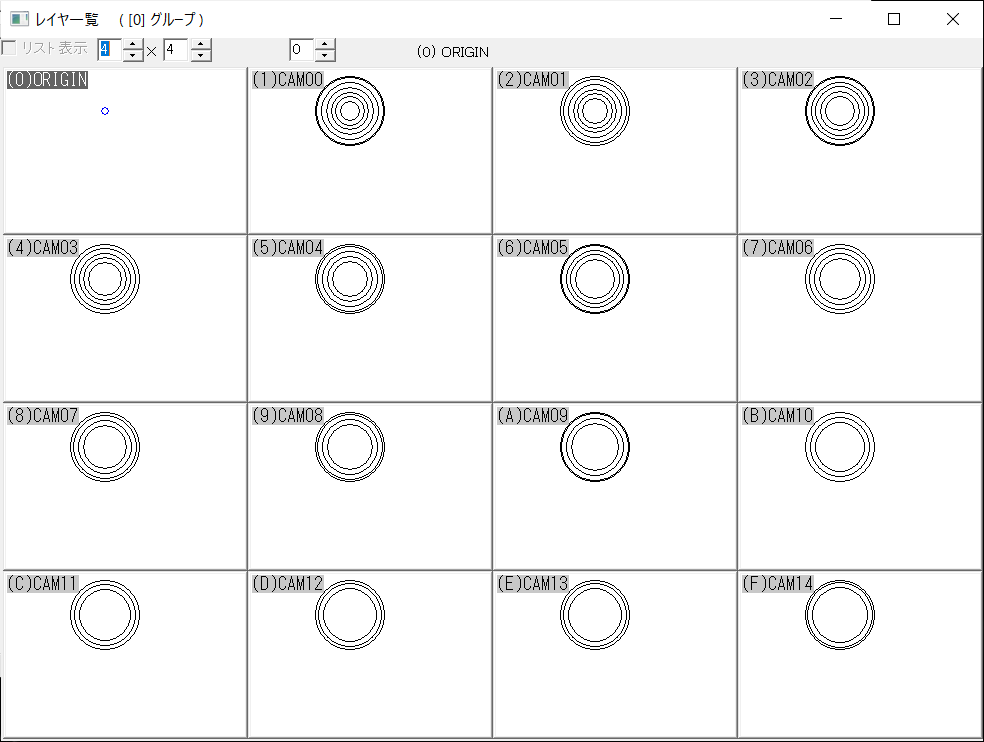 レイヤ一覧 ( [0] グループ )
リスト表示 4 × 4 0 (0) ORIGIN
(0)ORIGIN (1)CAM00 (2)CAM01 (3)CAM02
(4)CAM03 (5)CAM04 (6)CAM05 (7)CAM06
(8)CAM07 (9)CAM08 (A)CAM09 (B)CAM10
(C)CAM11 (D)CAM12 (E)CAM13 (F)CAM14